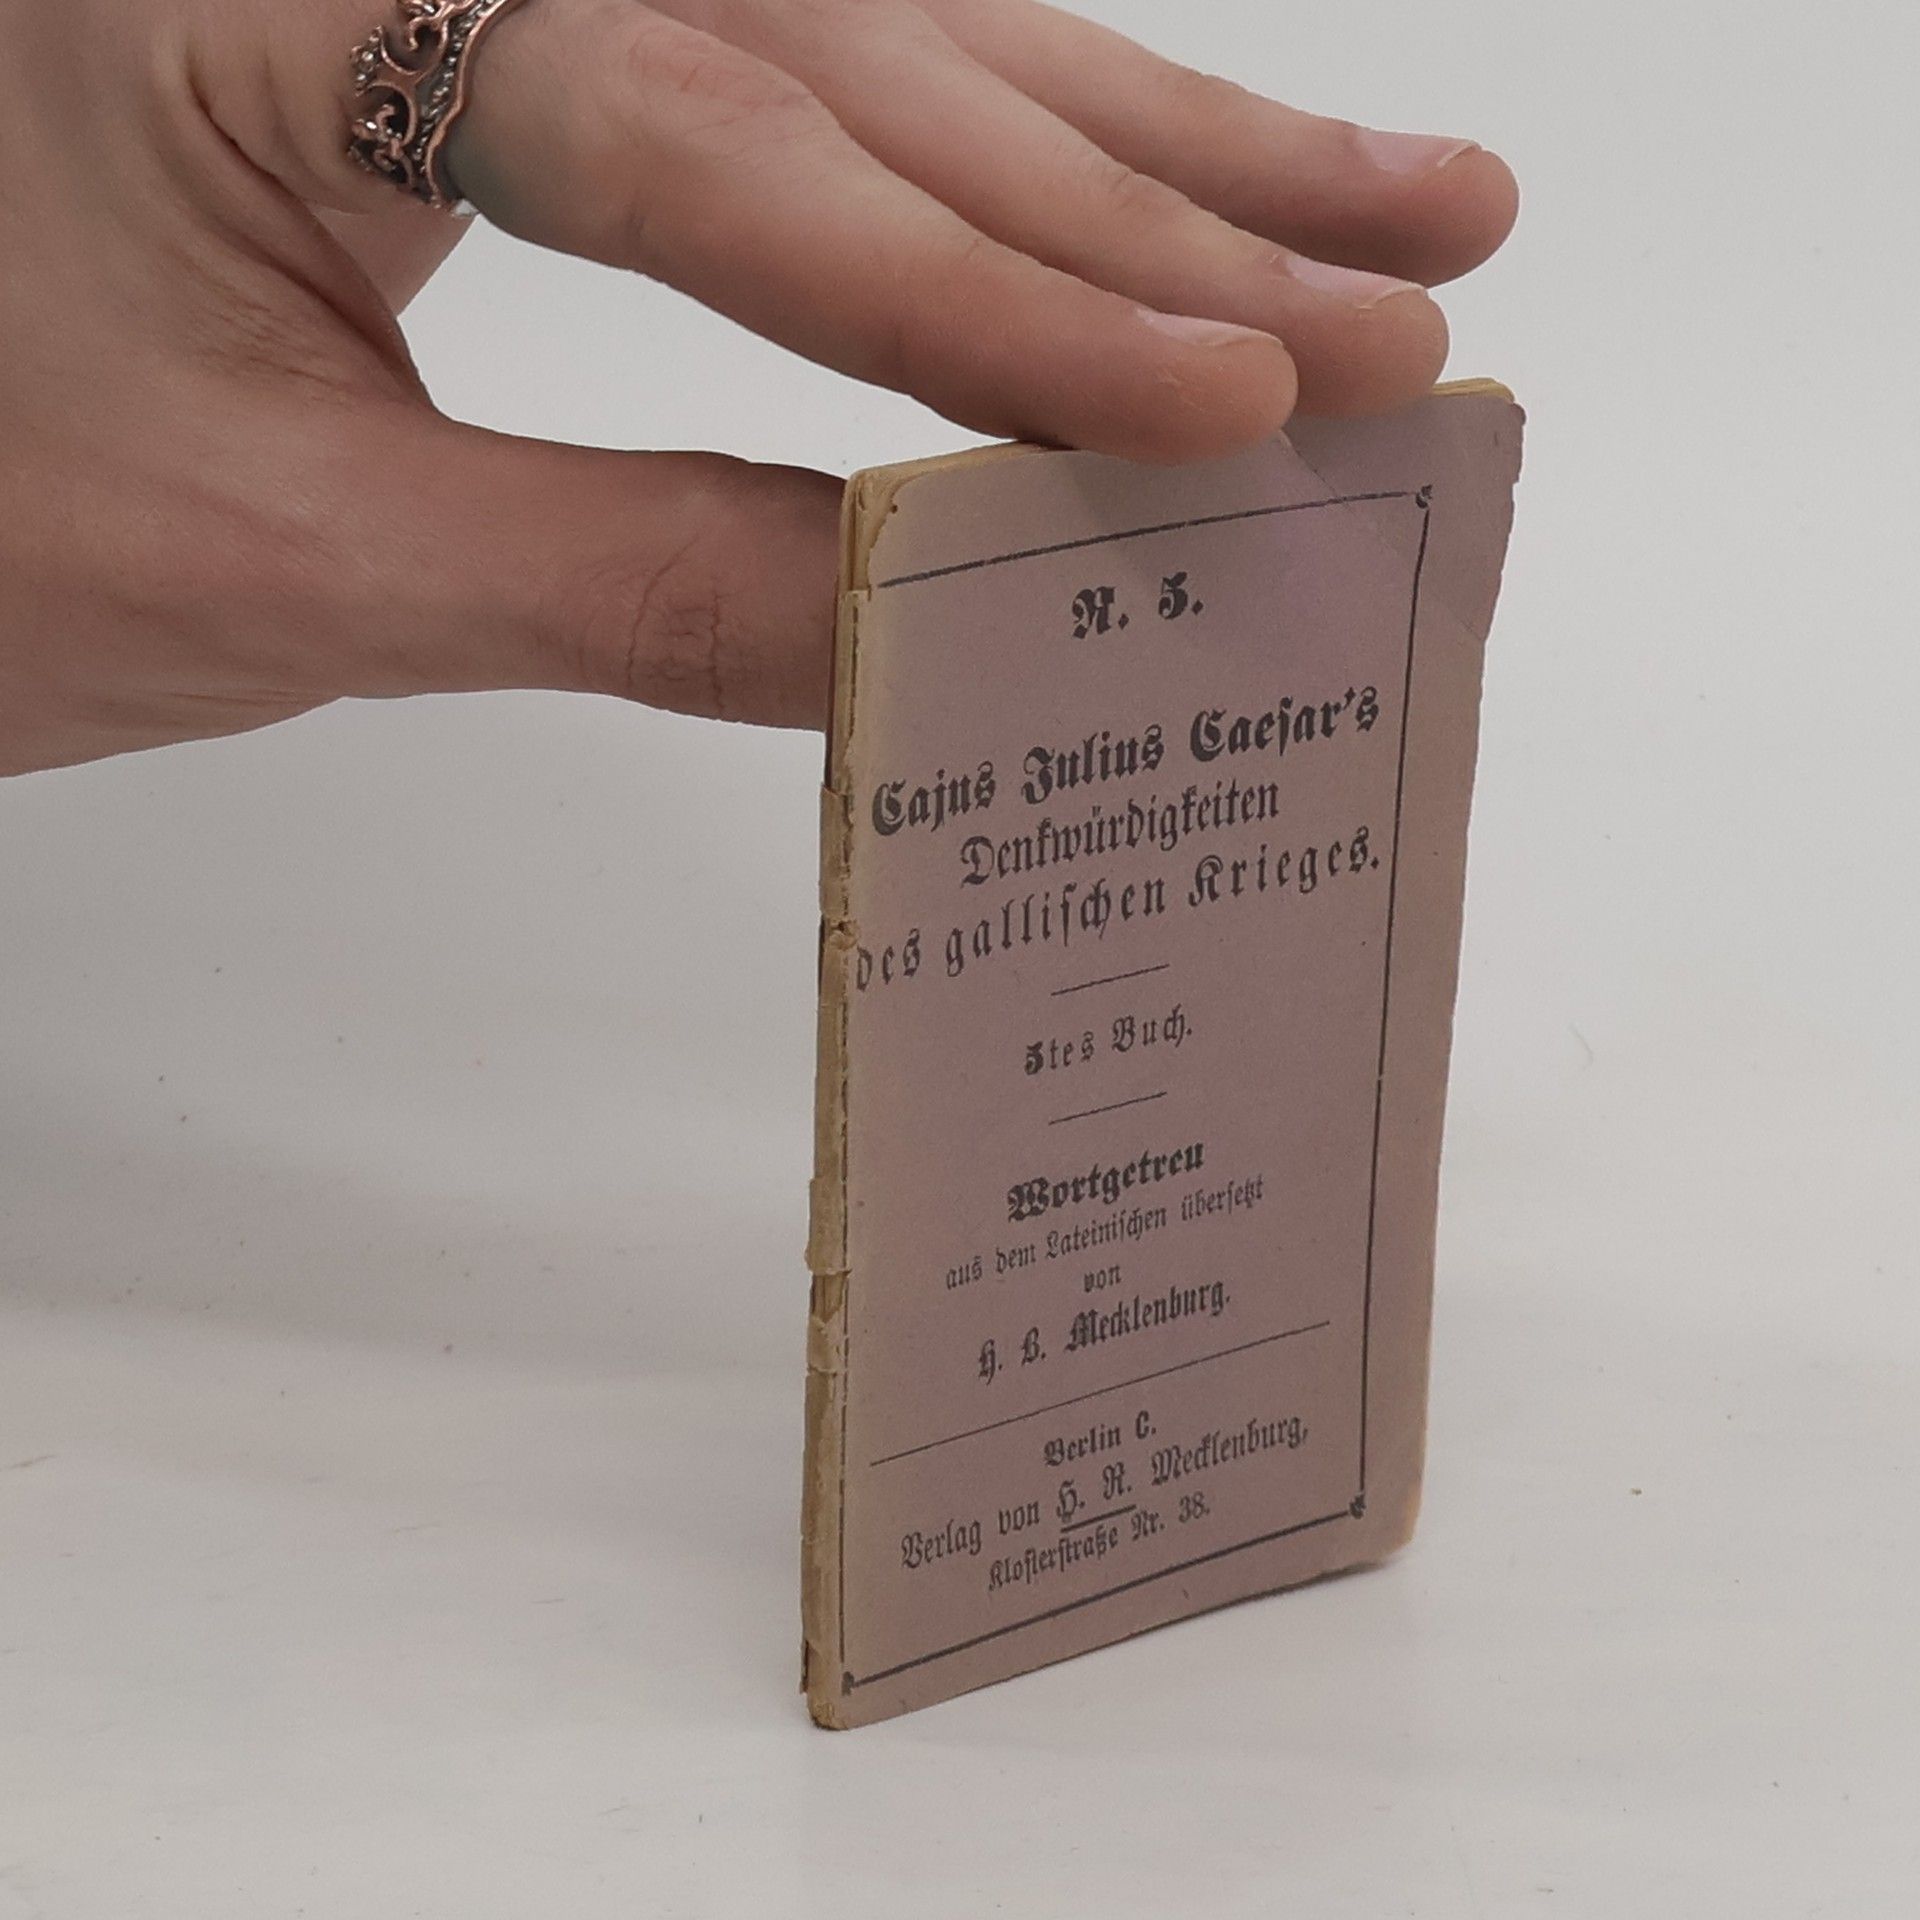 N. 5.
Cajus Julius Caesar's
Denkwürdigkeiten
des gallischen Krieges.
5tes Buch.
Wortgetreu
aus dem Lateinischen übersetzt
von
H. B. Mecklenburg.
Berlin C.
Verlag von H. R. Mecklenburg,
Klosterstraße Nr. 38.